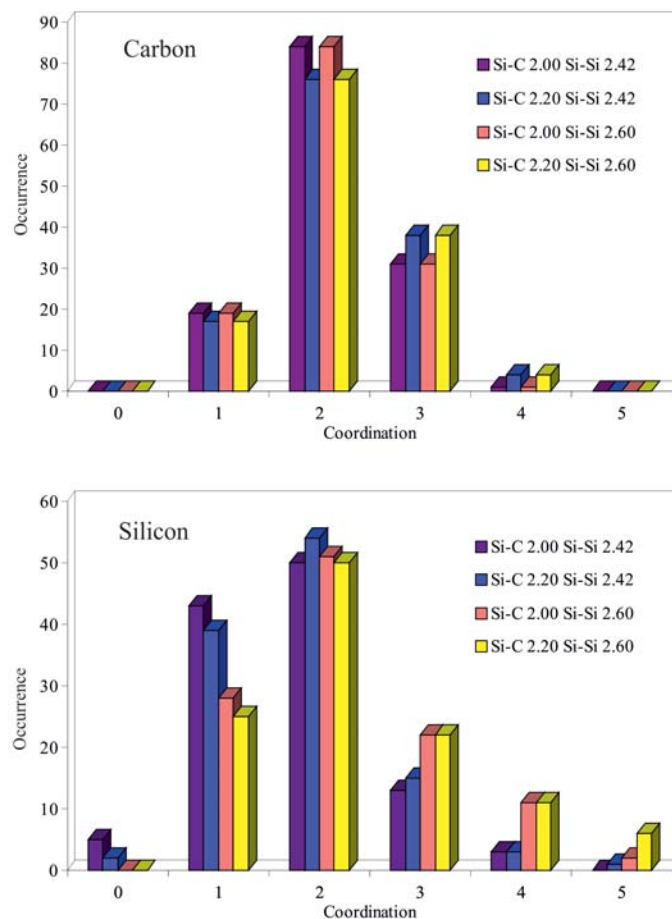 90
80
70
60
50
40
30
20
10
0
Occurrence
Carbon
Si-C 2.00 Si-Si 2.42
Si-C 2.20 Si-Si 2.42
Si-C 2.00 Si-Si 2.60
Si-C 2.20 Si-Si 2.60
0 1 2 3 4 5
Coordination
60
50
40
30
20
10
0
Occurrence
Silicon
Si-C 2.00 Si-Si 2.42
Si-C 2.20 Si-Si 2.42
Si-C 2.00 Si-Si 2.60
Si-C 2.20 Si-Si 2.60
0 1 2 3 4 5
Coordination